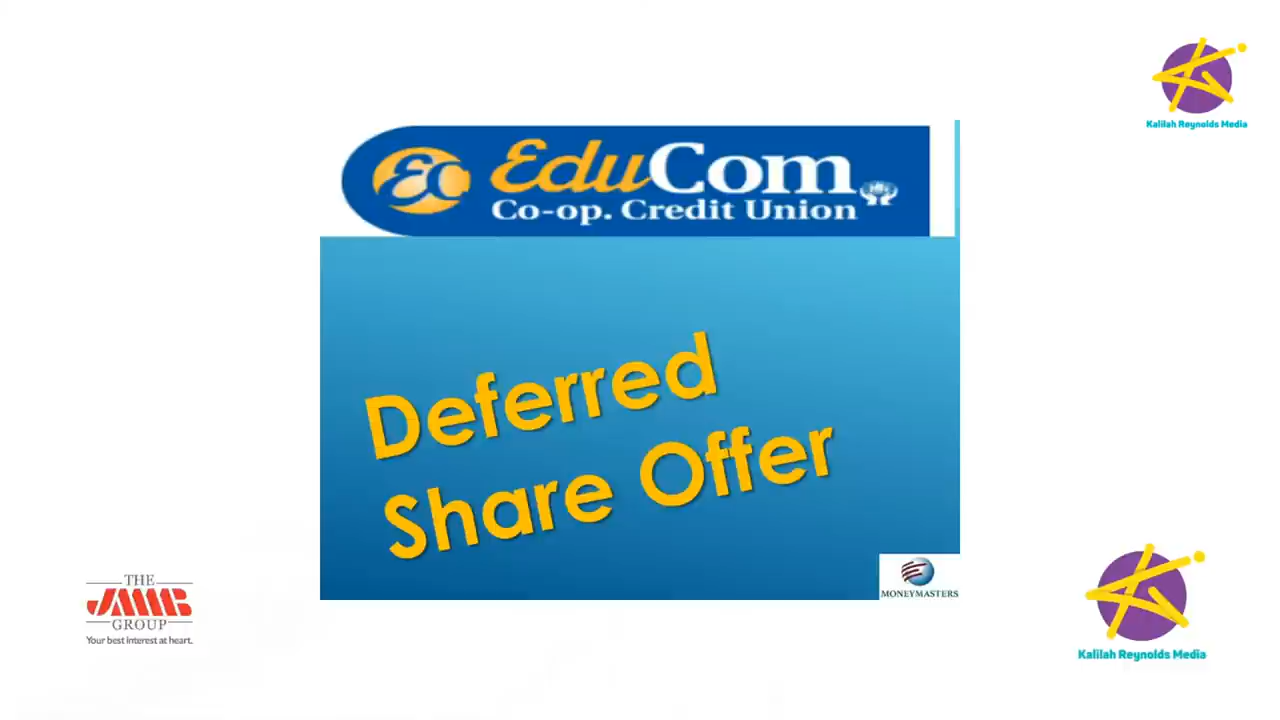 Kalilah Reynolds Media
EC EduCom
Co-op. Credit Union
Deferred
Share Offer
MONEYMASTERS
THE
JMMB
GROUP
Your best interest at heart.
Kalilah Reynolds Media